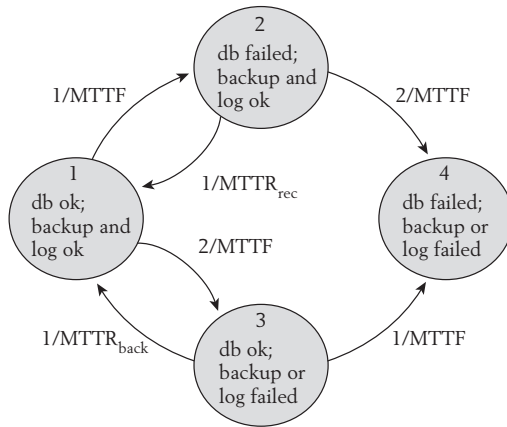 2
db failed;
backup and
log ok
1/MTTF
2/MTTF
1
db ok;
backup and
log ok
1/MTTR_rec
4
db failed;
backup or
log failed
2/MTTF
1/MTTR_back
3
db ok;
backup or
log failed
1/MTTF